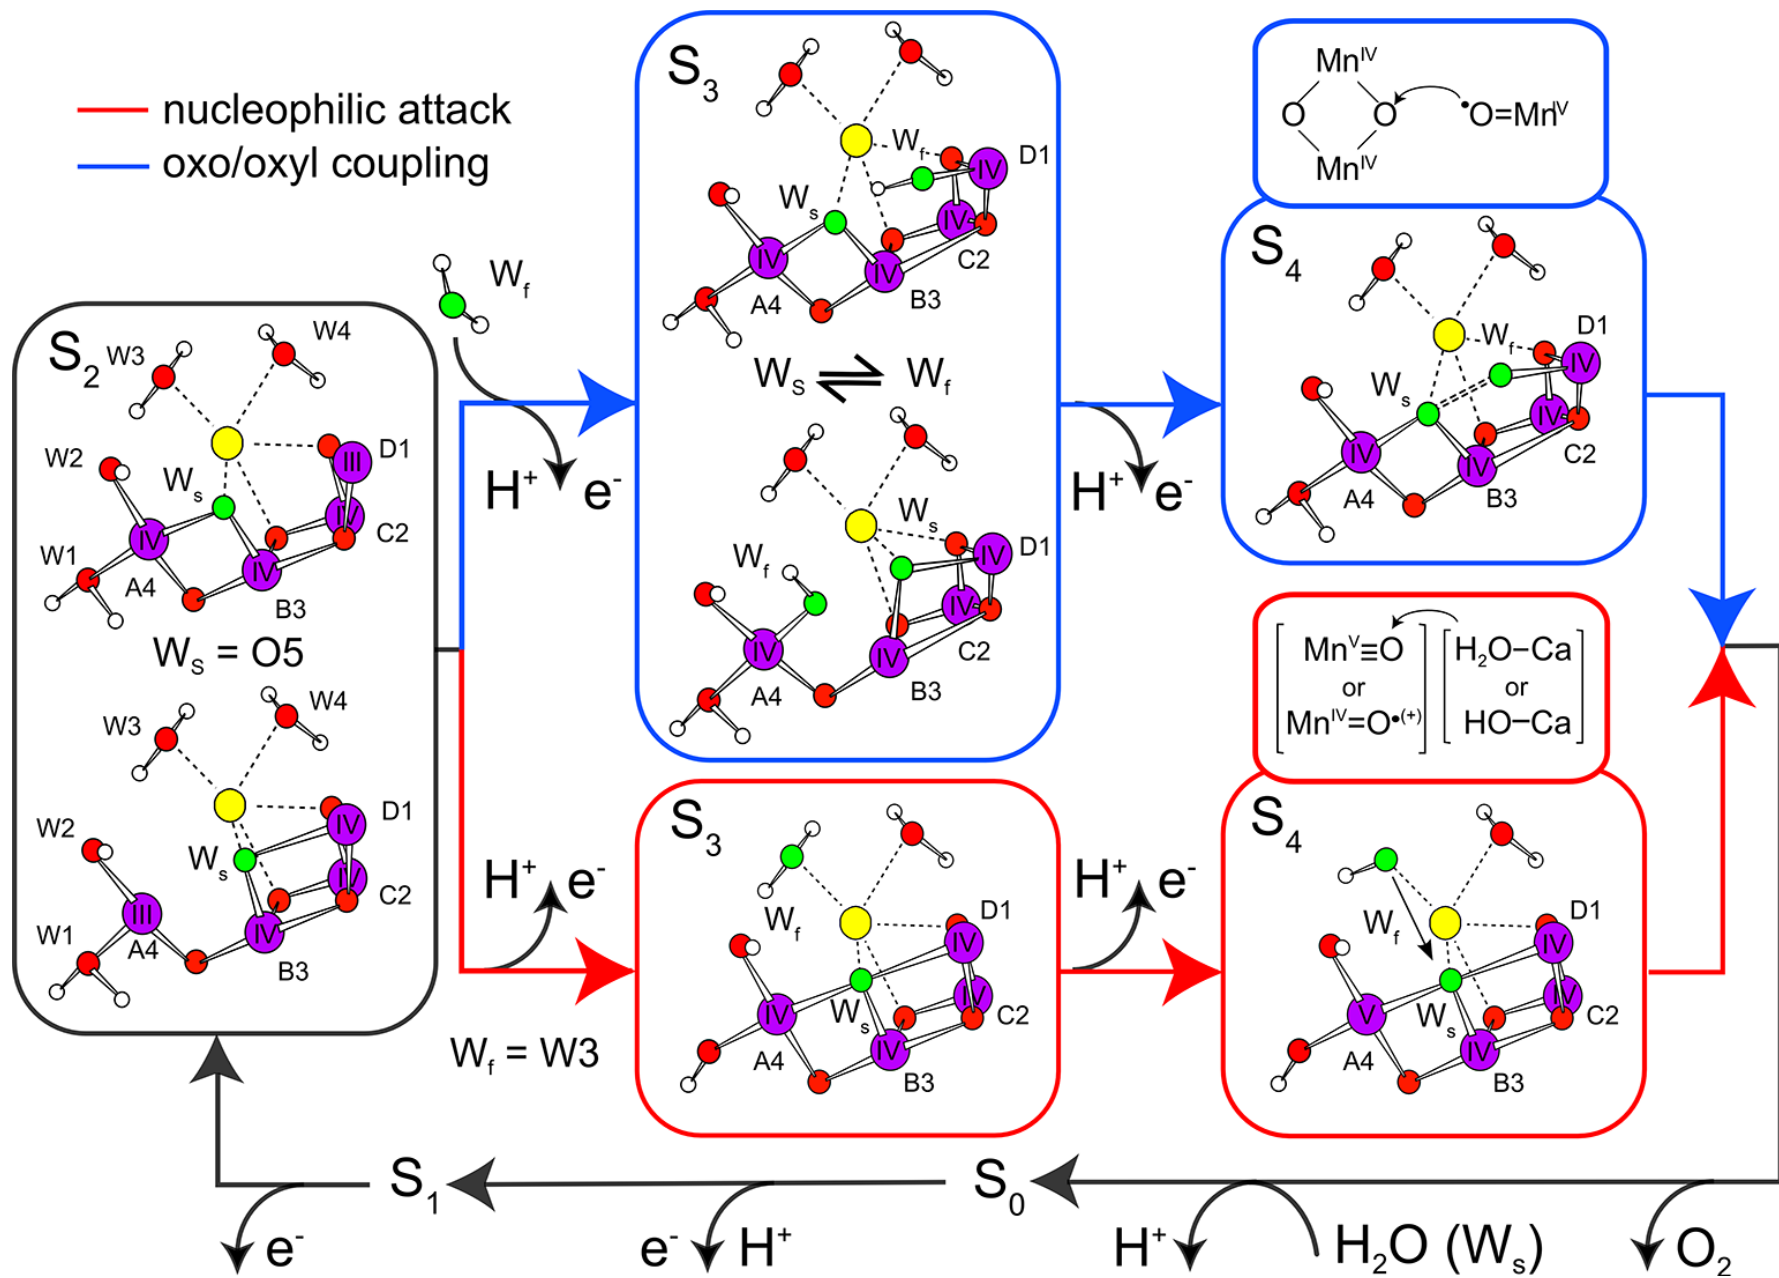 nucleophilic attack
oxo/oxyl coupling
S2
W3
W4
W2
Ws
III
D1
IV
IV
C2
W1
A4
IV
B3
Ws = O5
W3
W4
W2
IV
D1
Ws
III
IV
C2
W1
A4
IV
B3
Wf
H+ e-
S3
Wf
D1
IV
Ws
IV
IV
IV
C2
A4
B3
Ws ⇌ Wf
Ws
D1
IV
Wf
IV
IV
IV
C2
A4
B3
H+ e-
MnIV
O O •O=MnIV
MnIV
S4
D1
Wf
IV
Ws
IV
IV
IV
C2
A4
B3
H+ e-
Wf = W3
S3
Wf
D1
IV
IV
Ws
IV
C2
IV
A4
B3
H+ e-
MnV≡O H2O–Ca
or or
MnIV=O•(+) HO–Ca
S4
Wf
D1
IV
V
IV
Ws
C2
IV
A4
B3
S1
S0
e-
e- H+
H+
H2O (Ws)
O2